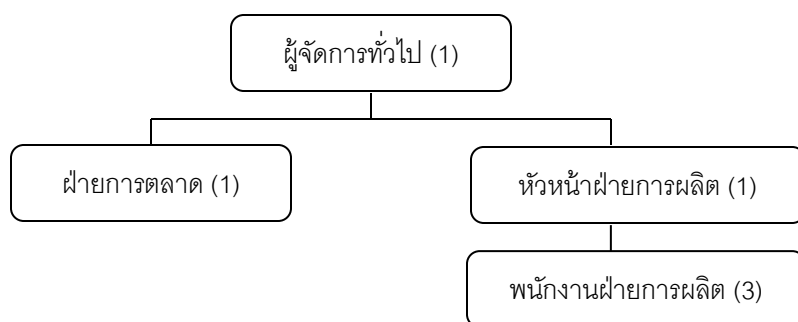 ผู้จัดการทั่วไป (1)
ฝ่ายการตลาด (1)
หัวหน้าฝ่ายการผลิต (1)
พนักงานฝ่ายการผลิต (3)